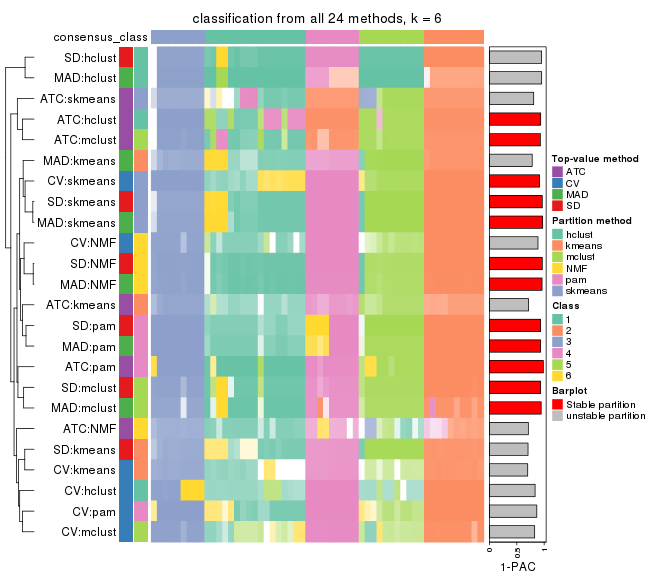 classification from all 24 methods, k = 6
consensus_class
SD:hclust
MAD:hclust
ATC:skmeans
ATC:hclust
ATC:mclust
MAD:kmeans
CV:skmeans
SD:skmeans
MAD:skmeans
CV:NMF
SD:NMF
MAD:NMF
ATC:kmeans
SD:pam
MAD:pam
ATC:pam
SD:mclust
MAD:mclust
ATC:NMF
SD:kmeans
CV:kmeans
CV:hclust
CV:pam
CV:mclust
0
0.5
1
1-PAC
Top-value method
ATC
CV
MAD
SD
Partition method
hclust
kmeans
mclust
NMF
pam
skmeans
Class
1
2
3
4
5
6
Barplot
Stable partition
unstable partition